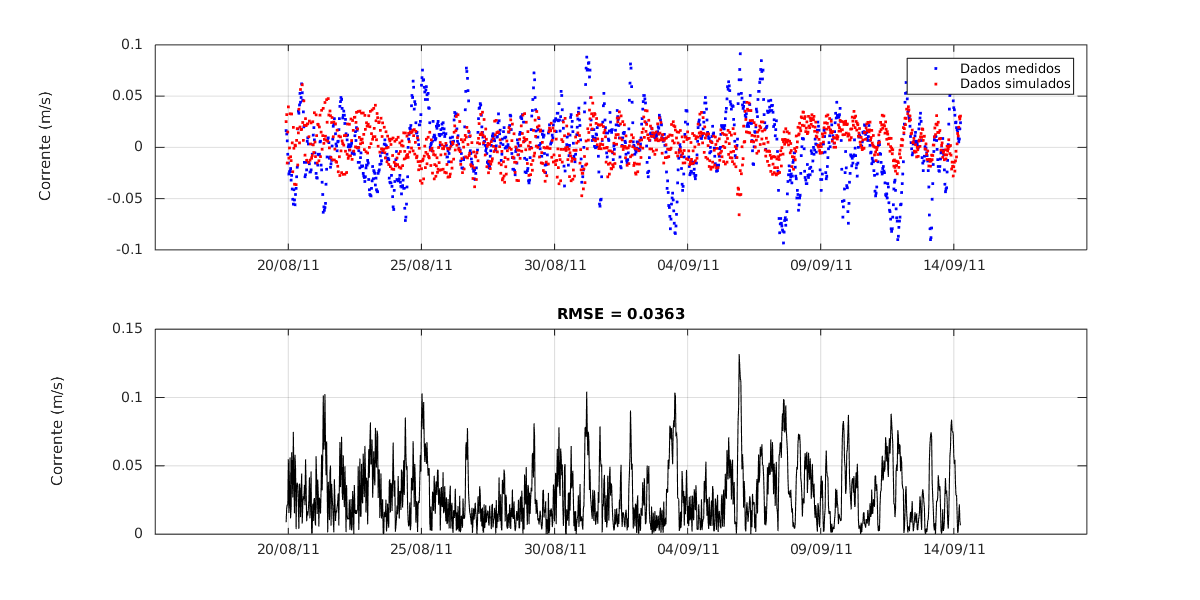 0.1
0.05
0
-0.05
-0.1
Corrente (m/s)
Dados medidos
Dados simulados
20/08/11 25/08/11 30/08/11 04/09/11 09/09/11 14/09/11
RMSE = 0.0363
0.15
0.1
0.05
0
Corrente (m/s)
20/08/11 25/08/11 30/08/11 04/09/11 09/09/11 14/09/11